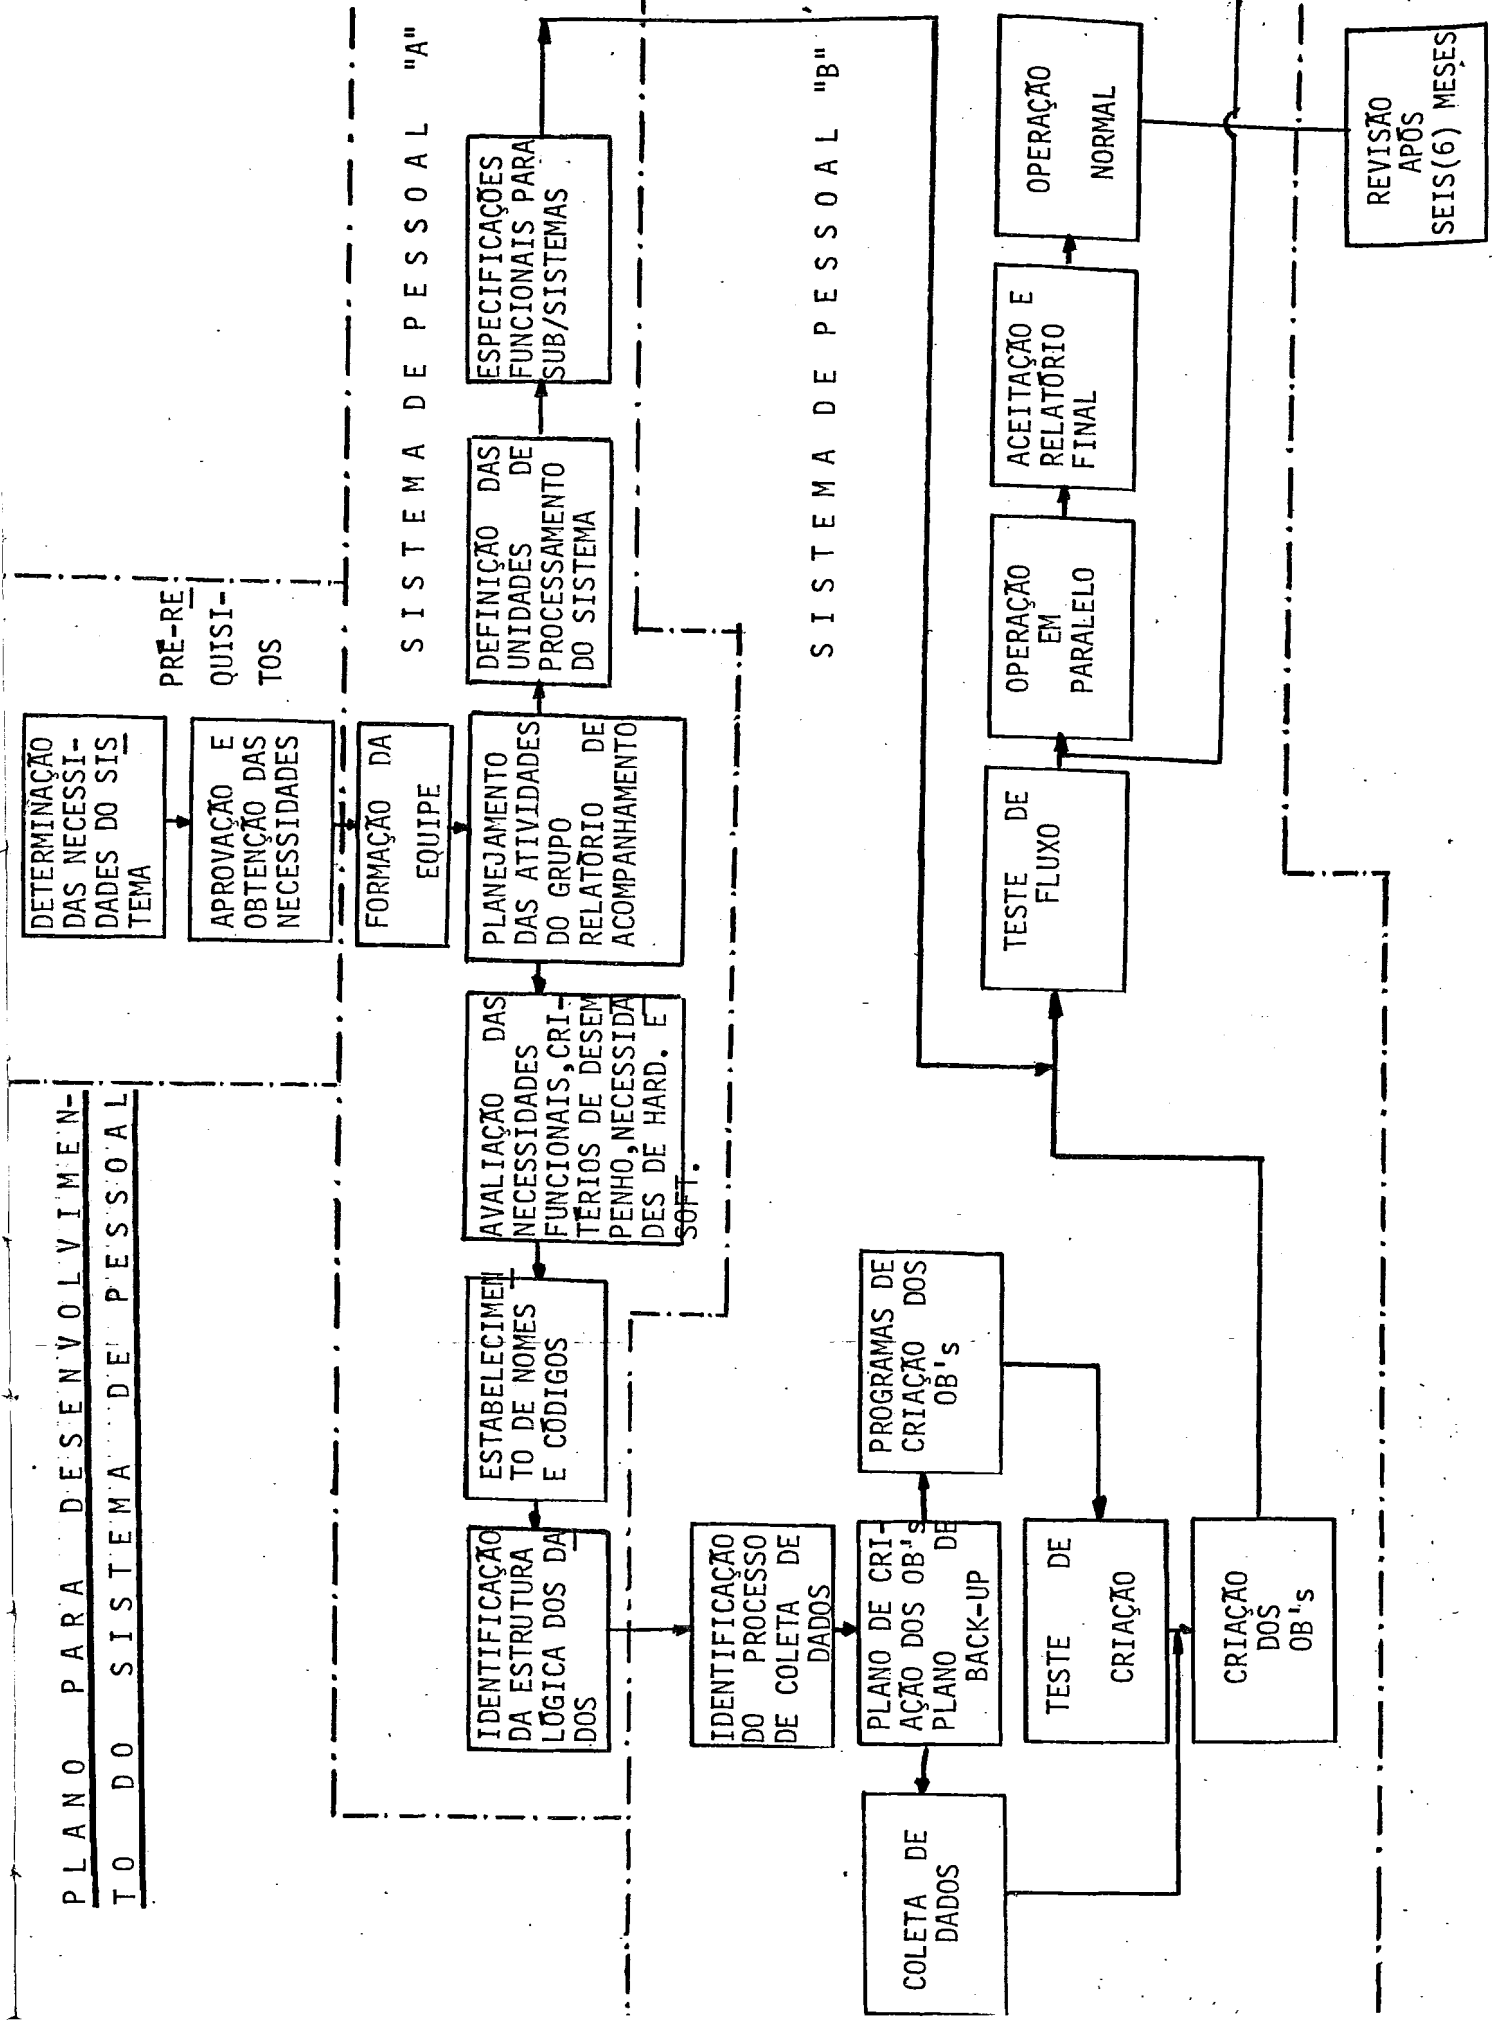 PLANO PARA DESENVOLVIMEN-
TO DO SISTEMA DE PESSOAL
DETERMINAÇÃO
DAS NECESSI-
DADES DO SIS
TEMA
PRÉ-RE
QUISI-
TOS
APROVAÇÃO E
OBTENÇÃO DAS
NECESSIDADES
FORMAÇÃO DA
EQUIPE
SISTEMA DE PESSOAL "A"
IDENTIFICAÇÃO
DA ESTRUTURA
LÓGICA DOS DA
DOS
ESTABELECIMEN
TO DE NOMES
E CÓDIGOS
AVALIAÇÃO DAS
NECESSIDADES
FUNCIONAIS,CRI-
TÉRIOS DE DESEM
PENHO,NECESSIDA
DES DE HARD. E
SOFT.
PLANEJAMENTO
DAS ATIVIDADES
DO GRUPO
RELATÓRIO DE
ACOMPANHAMENTO
DEFINIÇÃO DAS
UNIDADES DE
PROCESSAMENTO
DO SISTEMA
ESPECIFICAÇÕES
FUNCIONAIS PARA
SUB/SISTEMAS
IDENTIFICAÇÃO
DO PROCESSO
DE COLETA DE
DADOS
SISTEMA DE PESSOAL "B"
COLETA DE
DADOS
PLANO DE CRI-
AÇÃO DOS OB's
PLANO DE
BACK-UP
PROGRAMAS DE
CRIAÇÃO DOS
OB's
TESTE DE
CRIAÇÃO
CRIAÇÃO
DOS
OB's
TESTE DE
FLUXO
OPERAÇÃO
EM
PARALELO
ACEITAÇÃO E
RELATÓRIO
FINAL
OPERAÇÃO
NORMAL
REVISÃO
APÓS
SEIS(6) MESES